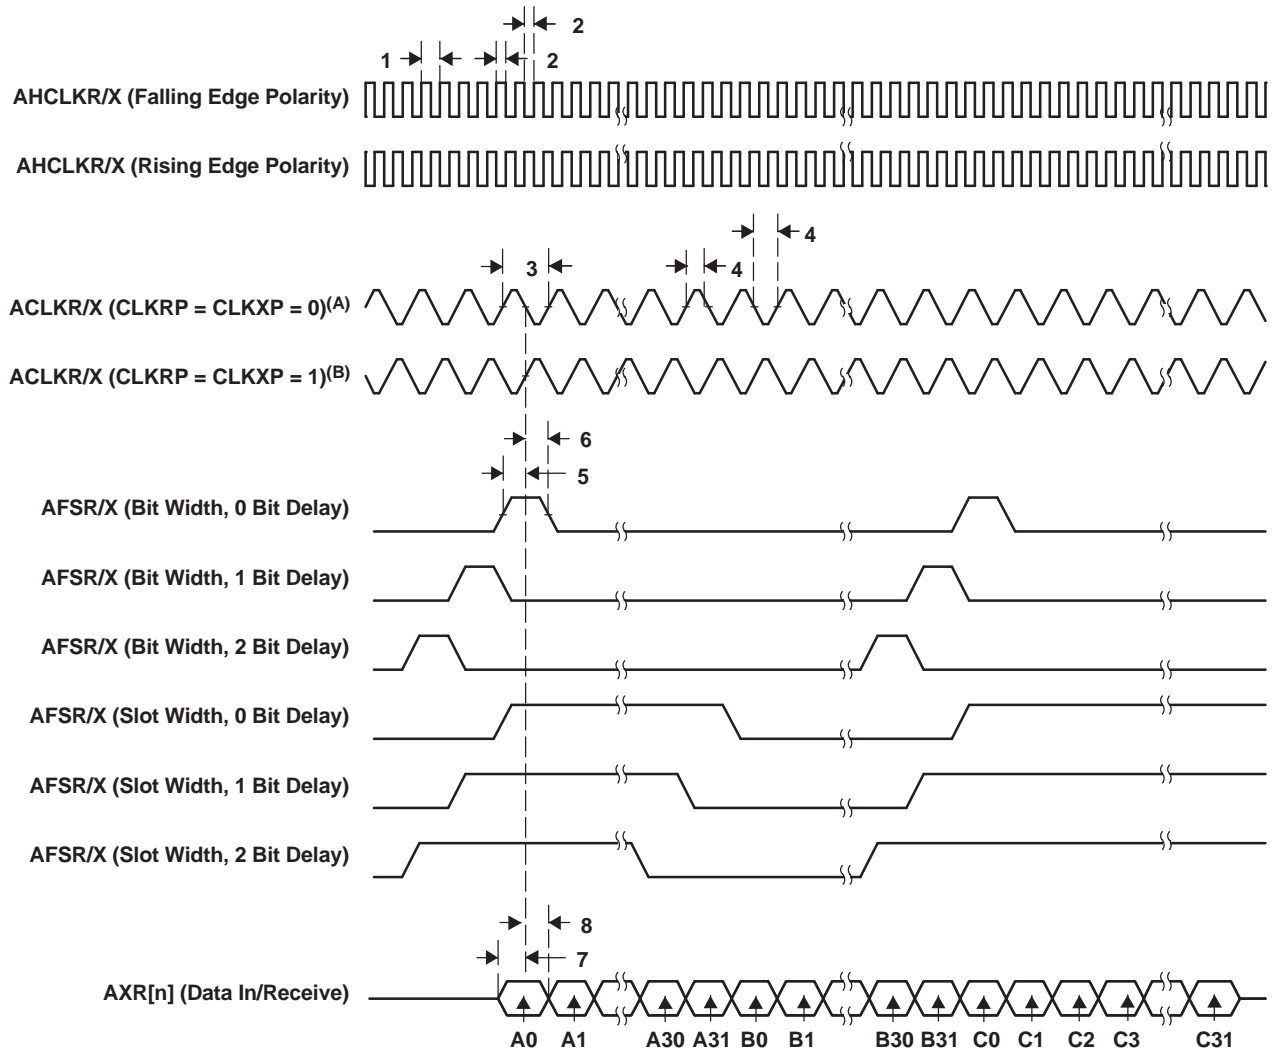 2
1
2
AHCLKR/X (Falling Edge Polarity)
AHCLKR/X (Rising Edge Polarity)
4
3
4
ACLKR/X (CLKRP = CLKXP = 0)(A)
ACLKR/X (CLKRP = CLKXP = 1)(B)
6
5
AFSR/X (Bit Width, 0 Bit Delay)
AFSR/X (Bit Width, 1 Bit Delay)
AFSR/X (Bit Width, 2 Bit Delay)
AFSR/X (Slot Width, 0 Bit Delay)
AFSR/X (Slot Width, 1 Bit Delay)
AFSR/X (Slot Width, 2 Bit Delay)
8
7
AXR[n] (Data In/Receive)
A0 A1 A30 A31 B0 B1 B30 B31 C0 C1 C2 C3 C31